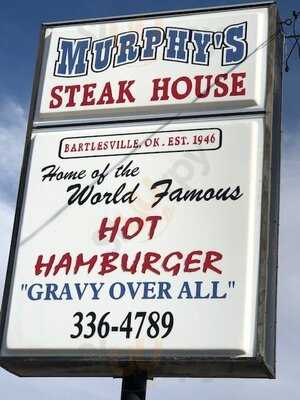 MURPHY'S
STEAK HOUSE
BARTLESVILLE, OK. EST. 1946
Home of the
World Famous
HOT
HAMBURGER
"GRAVY OVER ALL"
336-4789